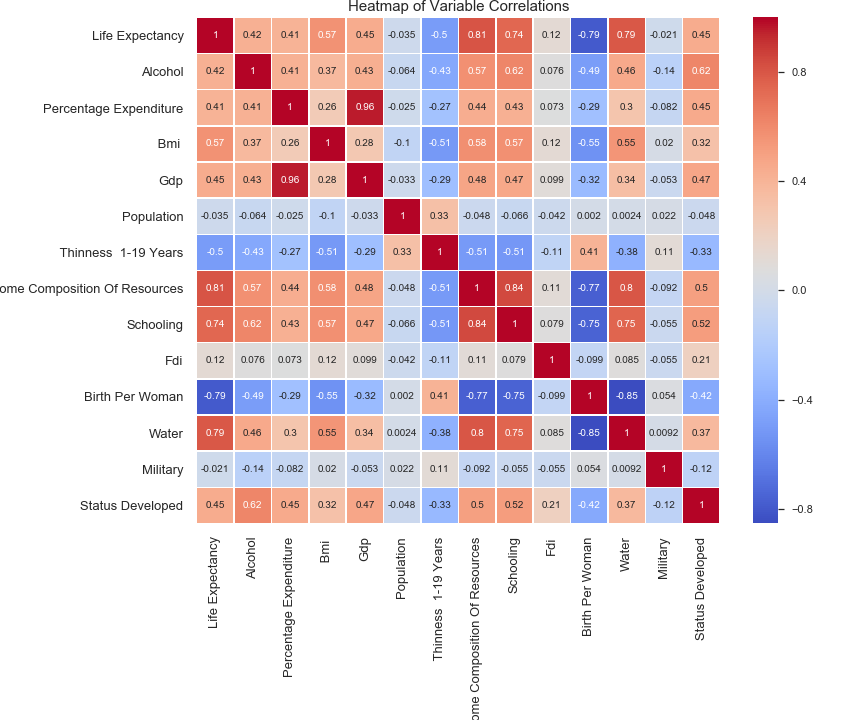 Heatmap of Variable Correlations
Life Expectancy 1 0.42 0.41 0.57 0.45 -0.035 -0.5 0.81 0.74 0.12 -0.79 0.79 -0.021 0.45
Alcohol 0.42 1 0.41 0.37 0.43 -0.064 -0.43 0.57 0.62 0.076 -0.49 0.46 -0.14 0.62
Percentage Expenditure 0.41 0.41 1 0.26 0.96 -0.025 -0.27 0.44 0.43 0.073 -0.29 0.3 -0.082 0.45
Bmi 0.57 0.37 0.26 1 0.28 -0.1 -0.51 0.58 0.57 0.12 -0.55 0.55 0.02 0.32
Gdp 0.45 0.43 0.96 0.28 1 -0.033 -0.29 0.48 0.47 0.099 -0.32 0.34 -0.053 0.47
Population -0.035 -0.064 -0.025 -0.1 -0.033 1 0.33 -0.048 -0.066 -0.042 0.002 0.0024 0.022 -0.048
Thinness  1-19 Years -0.5 -0.43 -0.27 -0.51 -0.29 0.33 1 -0.51 -0.51 -0.11 0.41 -0.38 0.11 -0.33
ome Composition Of Resources 0.81 0.57 0.44 0.58 0.48 -0.048 -0.51 1 0.84 0.11 -0.77 0.8 -0.092 0.5
Schooling 0.74 0.62 0.43 0.57 0.47 -0.066 -0.51 0.84 1 0.079 -0.75 0.75 -0.055 0.52
Fdi 0.12 0.076 0.073 0.12 0.099 -0.042 -0.11 0.11 0.079 1 -0.099 0.085 -0.055 0.21
Birth Per Woman -0.79 -0.49 -0.29 -0.55 -0.32 0.002 0.41 -0.77 -0.75 -0.099 1 -0.85 0.054 -0.42
Water 0.79 0.46 0.3 0.55 0.34 0.0024 -0.38 0.8 0.75 0.085 -0.85 1 0.0092 0.37
Military -0.021 -0.14 -0.082 0.02 -0.053 0.022 0.11 -0.092 -0.055 -0.055 0.054 0.0092 1 -0.12
Status Developed 0.45 0.62 0.45 0.32 0.47 -0.048 -0.33 0.5 0.52 0.21 -0.42 0.37 -0.12 1
Life Expectancy
Alcohol
Percentage Expenditure
Bmi
Gdp
Population
Thinness  1-19 Years
ome Composition Of Resources
Schooling
Fdi
Birth Per Woman
Water
Military
Status Developed
0.8
0.4
0.0
−0.4
−0.8